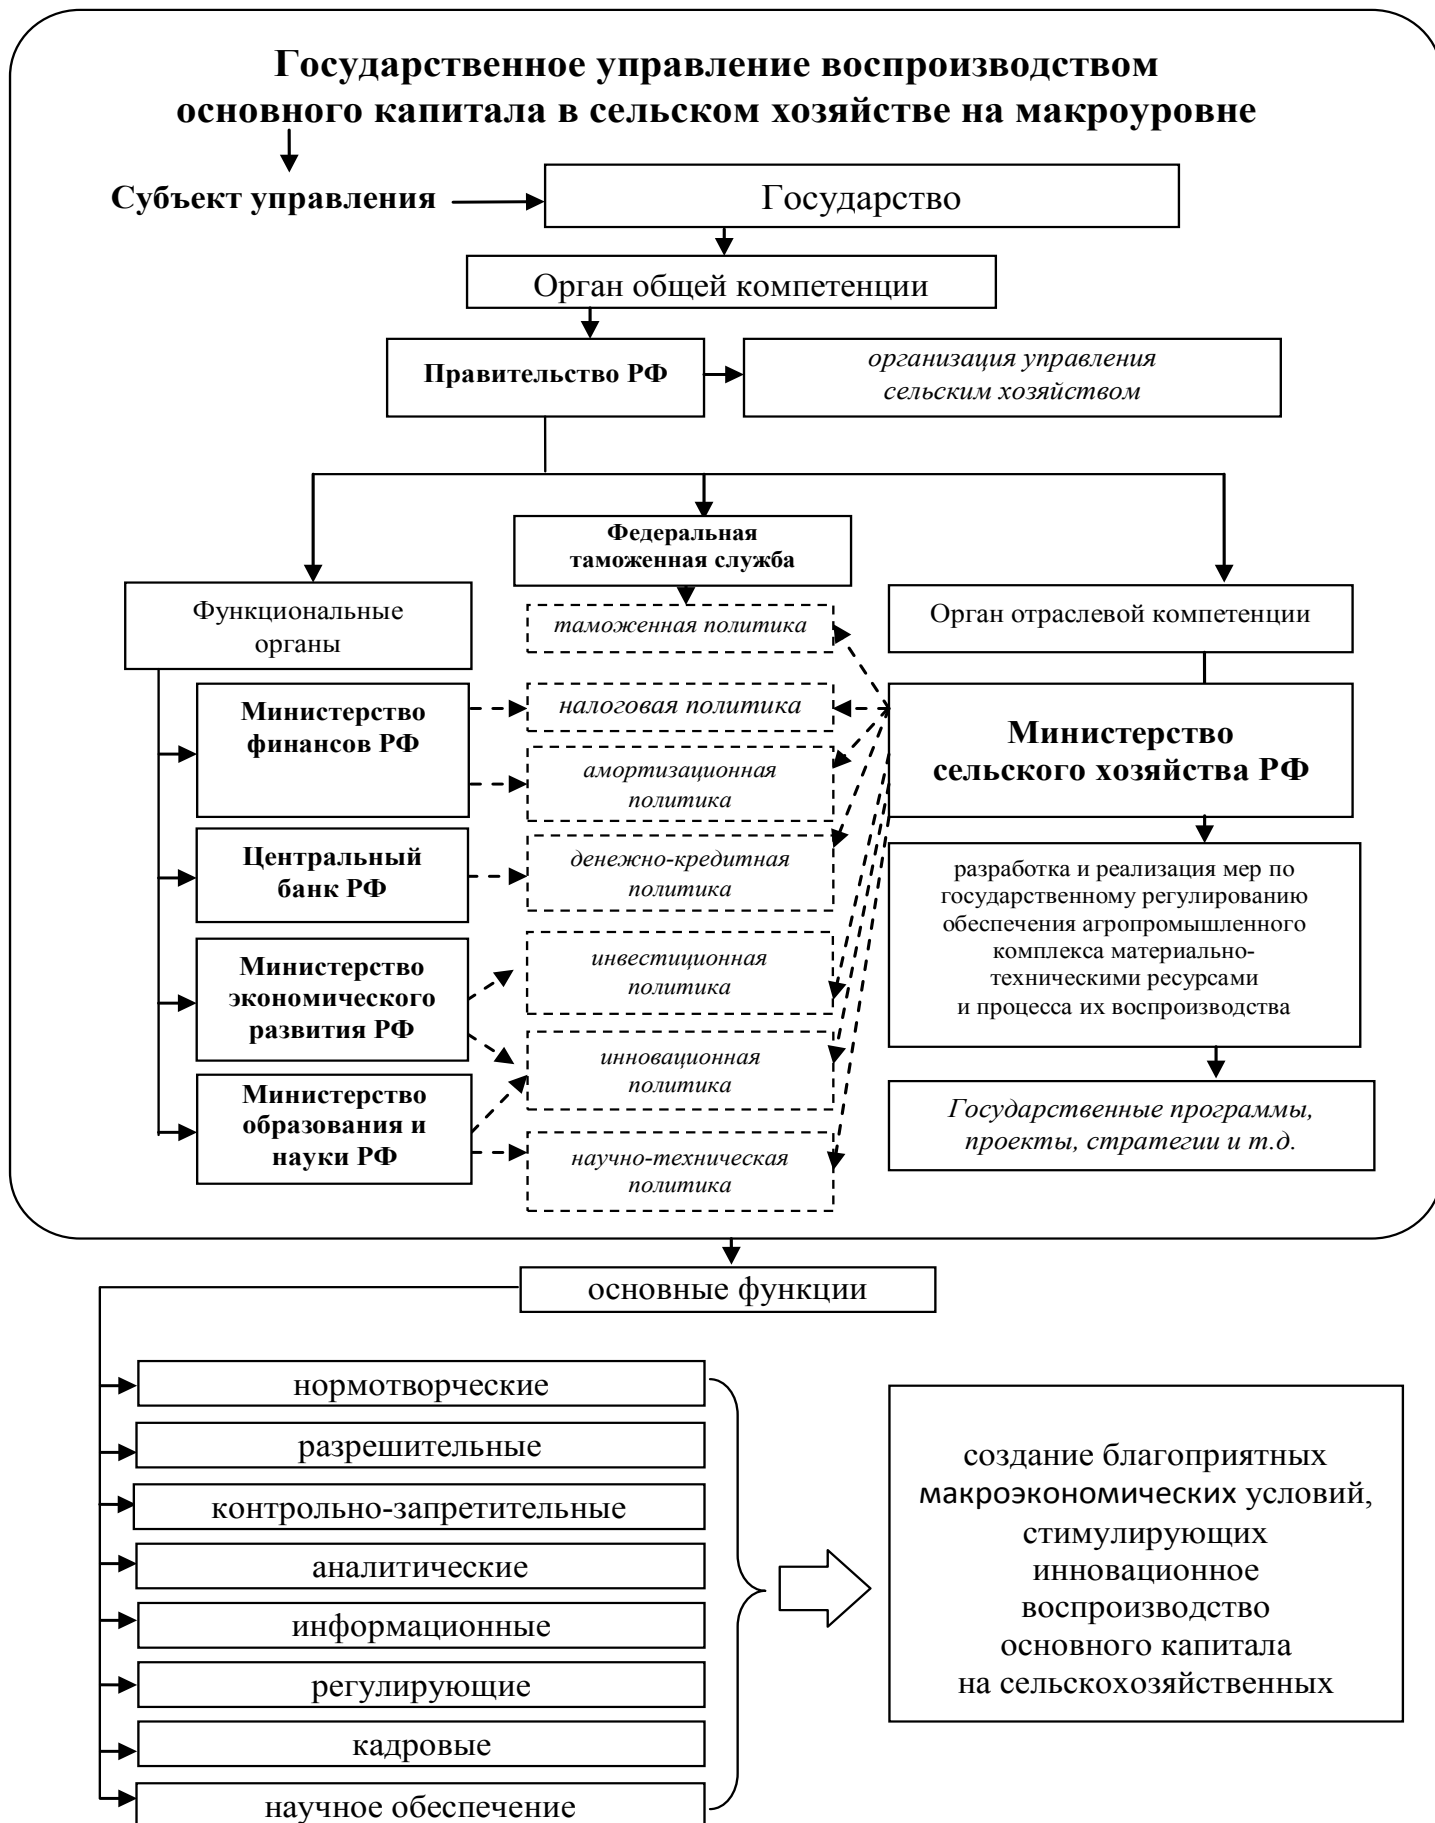 Государственное управление воспроизводством
основного капитала в сельском хозяйстве на макроуровне
Субъект управления
Государство
Орган общей компетенции
Правительство РФ
организация управления
сельским хозяйством
Федеральная
таможенная служба
Функциональные
органы
таможенная политика
Орган отраслевой компетенции
Министерство
финансов РФ
налоговая политика
амортизационная
политика
Министерство
сельского хозяйства РФ
Центральный
банк РФ
денежно-кредитная
политика
разработка и реализация мер по
государственному регулированию
обеспечения агропромышленного
комплекса материально-
техническими ресурсами
и процесса их воспроизводства
Министерство
экономического
развития РФ
инвестиционная
политика
инновационная
политика
Министерство
образования и
науки РФ
научно-техническая
политика
Государственные программы,
проекты, стратегии и т.д.
основные функции
нормотворческие
разрешительные
контрольно-запретительные
аналитические
информационные
регулирующие
кадровые
научное обеспечение
создание благоприятных
макроэкономических условий,
стимулирующих
инновационное
воспроизводство
основного капитала
на сельскохозяйственных